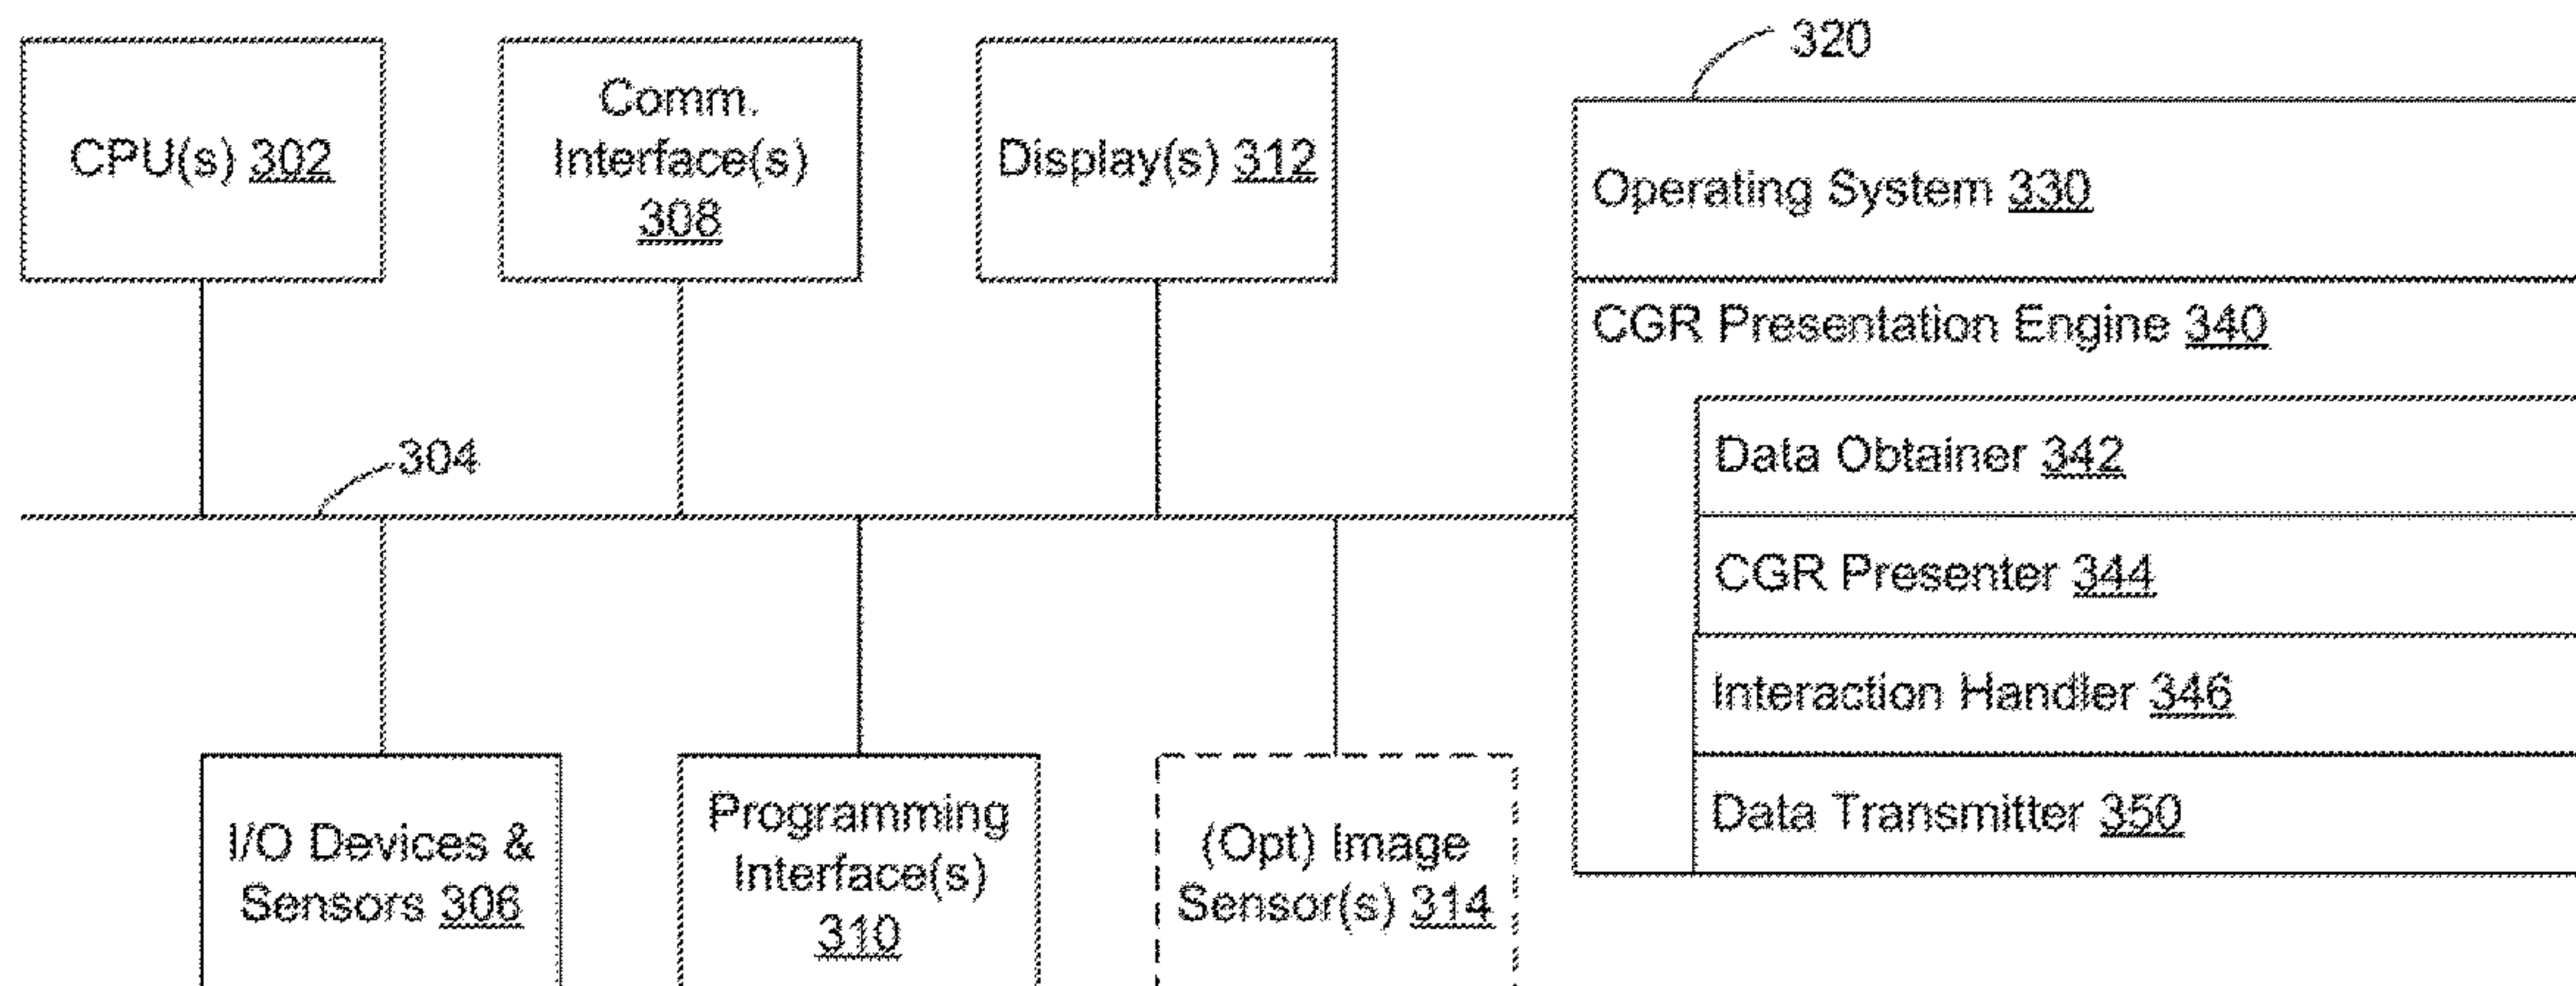 CPU(s) 302
Comm.
Interface(s)
308
Display(s) 312
320
Operating System 330
CGR Presentation Engine 340
Data Obtainer 342
CGR Presenter 344
Interaction Handler 346
Data Transmitter 350
304
I/O Devices &
Sensors 306
Programming
Interface(s)
310
(Opt) Image
Sensor(s) 314